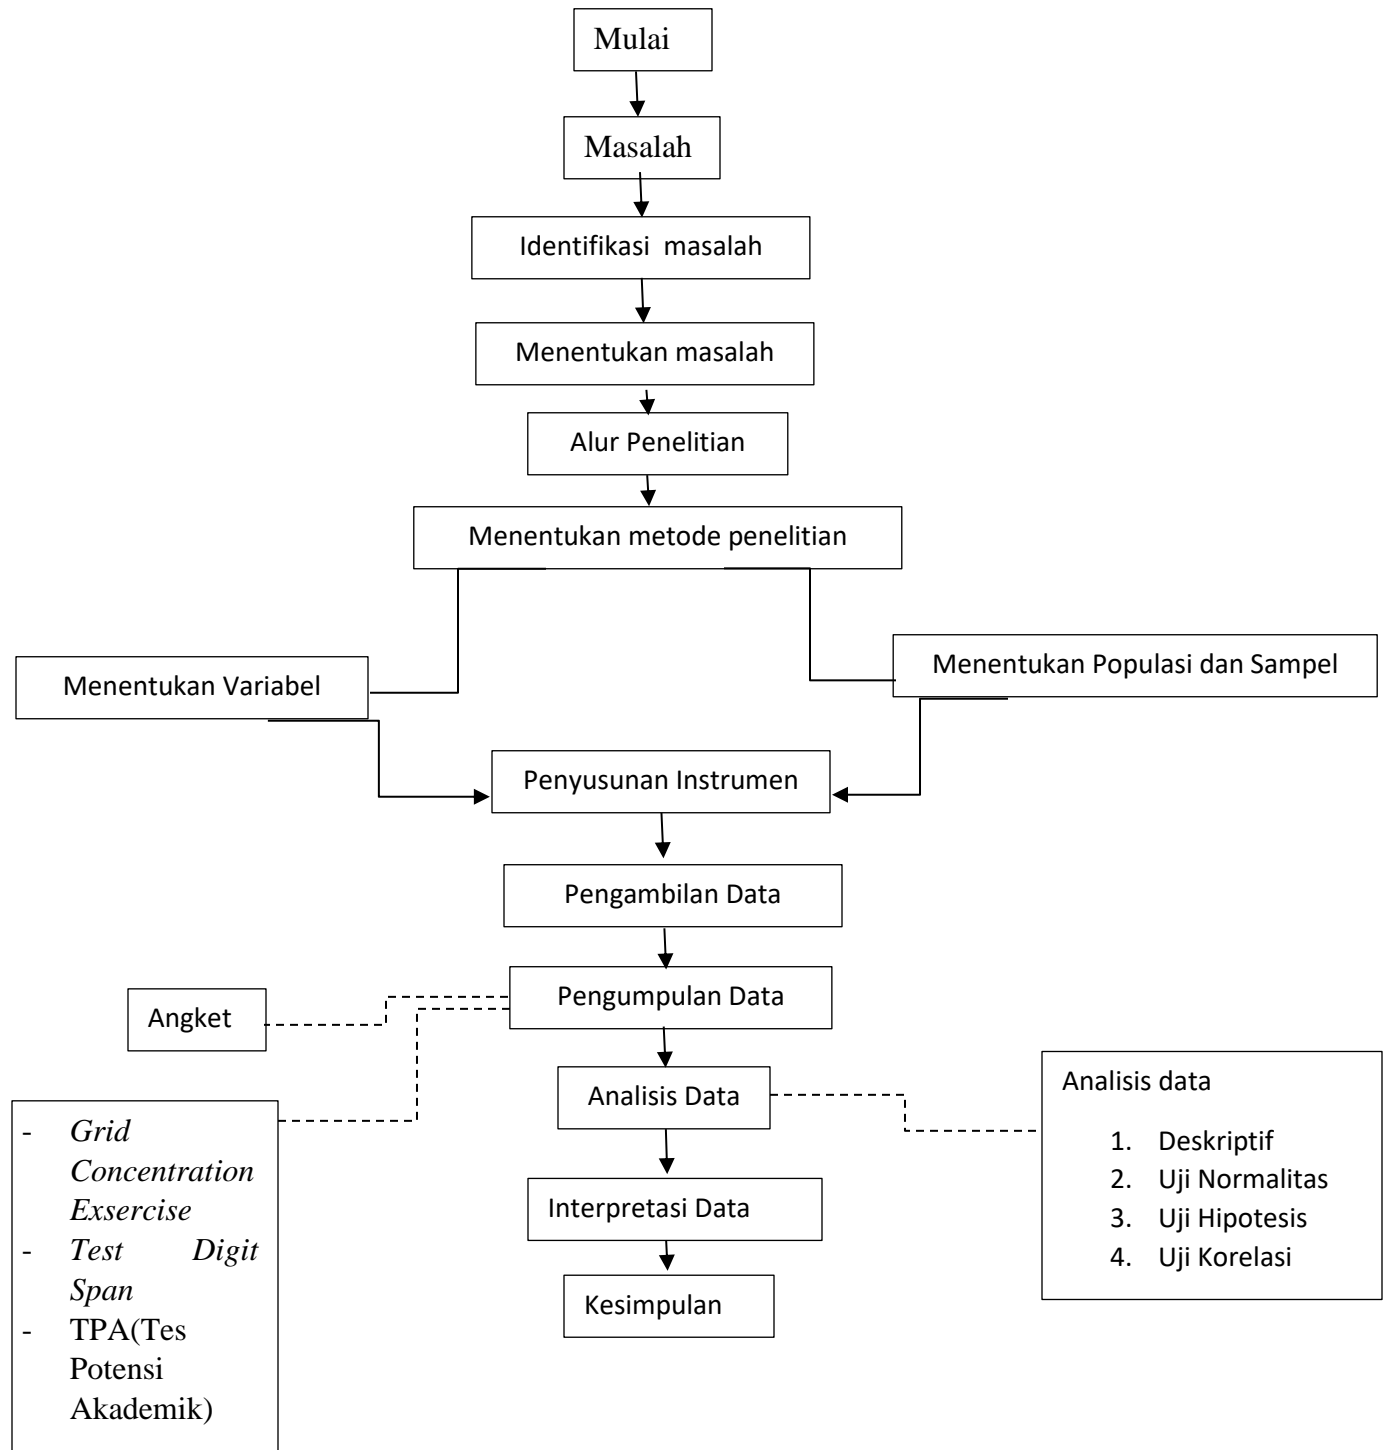 Mulai
Masalah
Identifikasi masalah
Menentukan masalah
Alur Penelitian
Menentukan metode penelitian
Menentukan Variabel
Menentukan Populasi dan Sampel
Penyusunan Instrumen
Pengambilan Data
Pengumpulan Data
Angket
- Grid
Concentration
Exsercise
- Test Digit
Span
- TPA(Tes
Potensi
Akademik)
Analisis Data
Analisis data
1. Deskriptif
2. Uji Normalitas
3. Uji Hipotesis
4. Uji Korelasi
Interpretasi Data
Kesimpulan